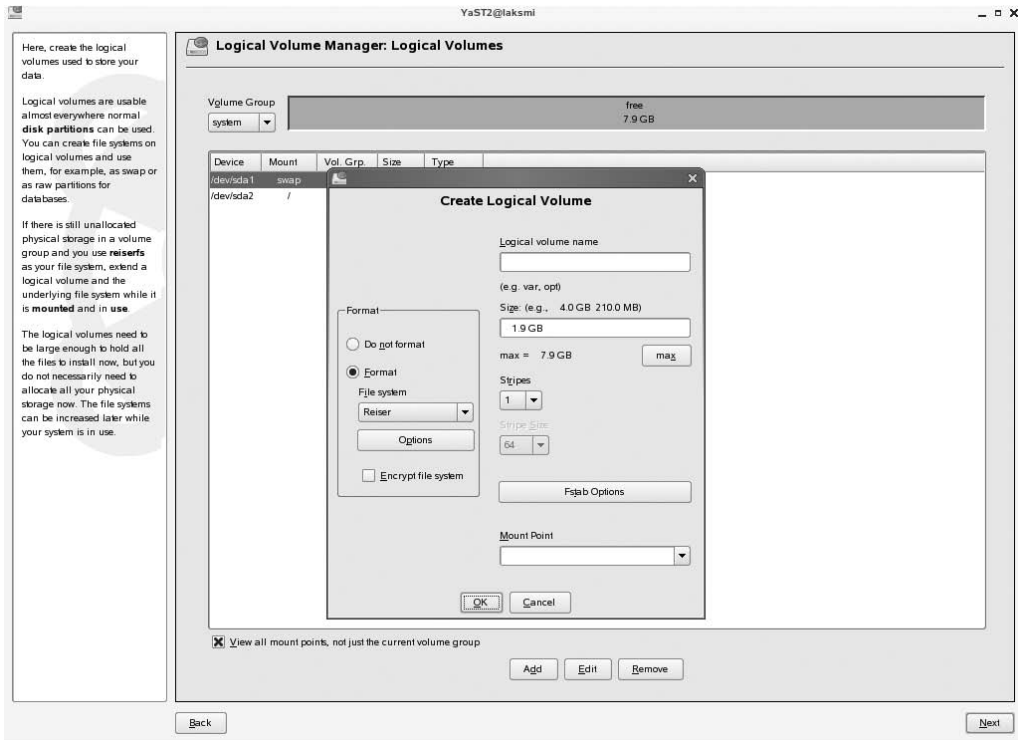 YaST2@laksmi
Here, create the logical
volumes used to store your
data.
Logical volumes are usable
almost everywhere normal
disk partitions can be used.
You can create file systems on
logical volumes and use
them, for example, as swap or
as raw partitions for
databases.
If there is still unallocated
physical storage in a volume
group and you use reiserfs
as your file system, extend a
logical volume and the
underlying file system while it
is mounted and in use.
The logical volumes need to
be large enough to hold all
the files to install now, but you
do not necessarily need to
allocate all your physical
storage now. The file systems
can be increased later while
your system is in use.
Logical Volume Manager: Logical Volumes
Volume Group
system
free
7.9 GB
Device Mount Vol. Grp. Size Type
/dev/sda1 swap
/dev/sda2 /
Create Logical Volume
Logical volume name
(e.g. var, opt)
Size: (e.g., 4.0 GB 210.0 MB)
1.9 GB
max = 7.9 GB max
Stripes
1
Stripe Size
64
Format
Do not format
Format
File system
Reiser
Options
Encrypt file system
Fstab Options
Mount Point
OK Cancel
View all mount points, not just the current volume group
Add Edit Remove
Back Next